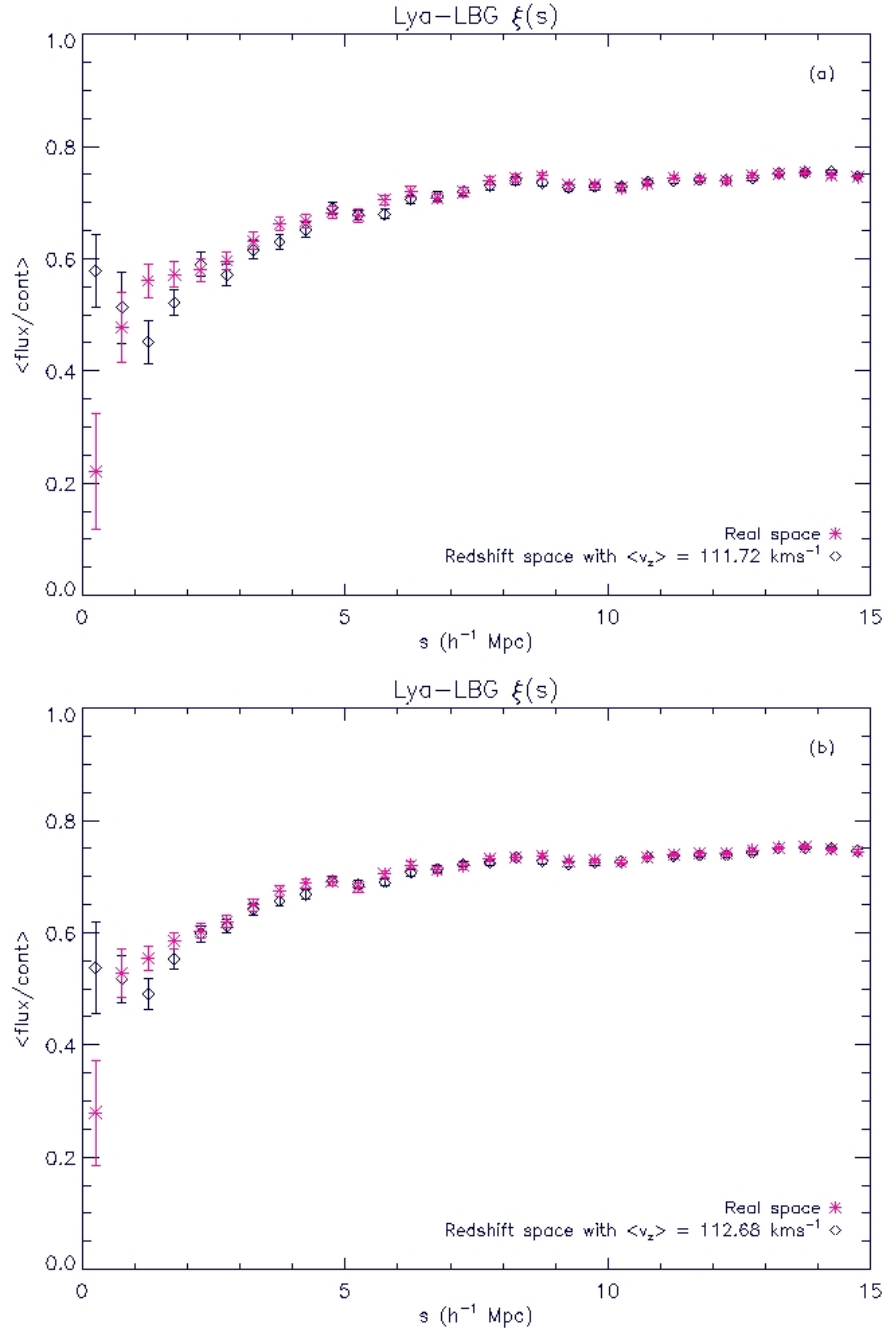 Lya-LBG ξ(s)
1.0
(a)
0.8
0.6
<flux/cont>
0.4
0.2
Real space
Redshift space with <v_z> = 111.72 kms⁻¹
0.0
0 5 10 15
s (h⁻¹ Mpc)
Lya-LBG ξ(s)
1.0
(b)
0.8
0.6
<flux/cont>
0.4
0.2
Real space
Redshift space with <v_z> = 112.68 kms⁻¹
0.0
0 5 10 15
s (h⁻¹ Mpc)